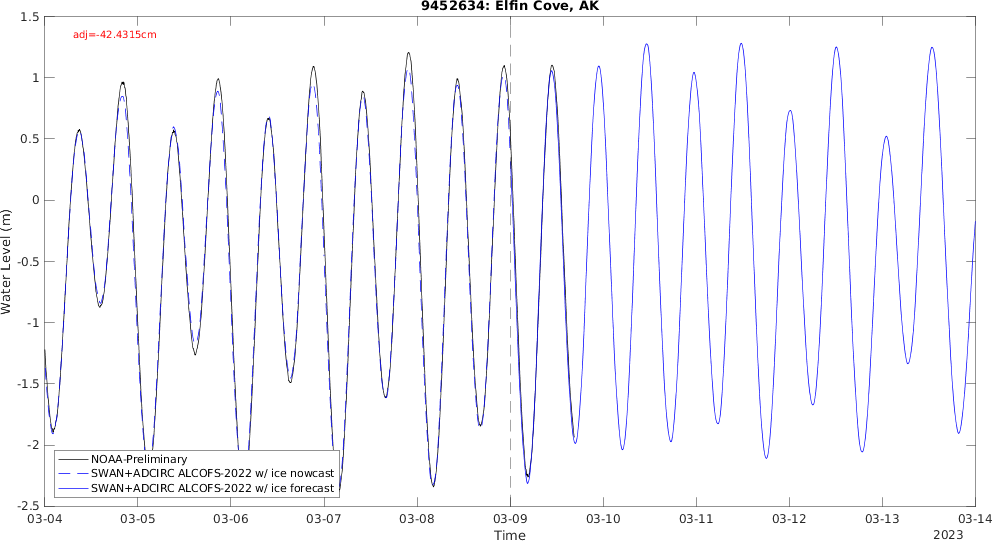 9452634: Elfin Cove, AK
adj=-42.4315cm
1.5
1
0.5
0
-0.5
-1
-1.5
-2
-2.5
Water Level (m)
NOAA-Preliminary
SWAN+ADCIRC ALCOFS-2022 w/ ice nowcast
SWAN+ADCIRC ALCOFS-2022 w/ ice forecast
03-04 03-05 03-06 03-07 03-08 03-09 03-10 03-11 03-12 03-13 03-14
Time
2023